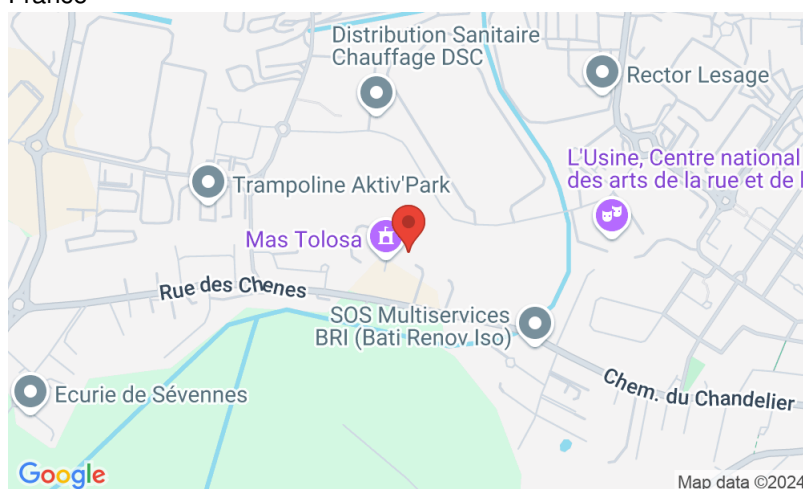 France
Distribution Sanitaire
Chauffage DSC
Rector Lesage
L'Usine, Centre national
des arts de la rue et de l
Trampoline Aktiv'Park
Mas Tolosa
Rue des Chenes
SOS Multiservices
BRI (Bati Renov Iso)
Chem. du Chandelier
Ecurie de Sévennes
Google
Map data ©2024